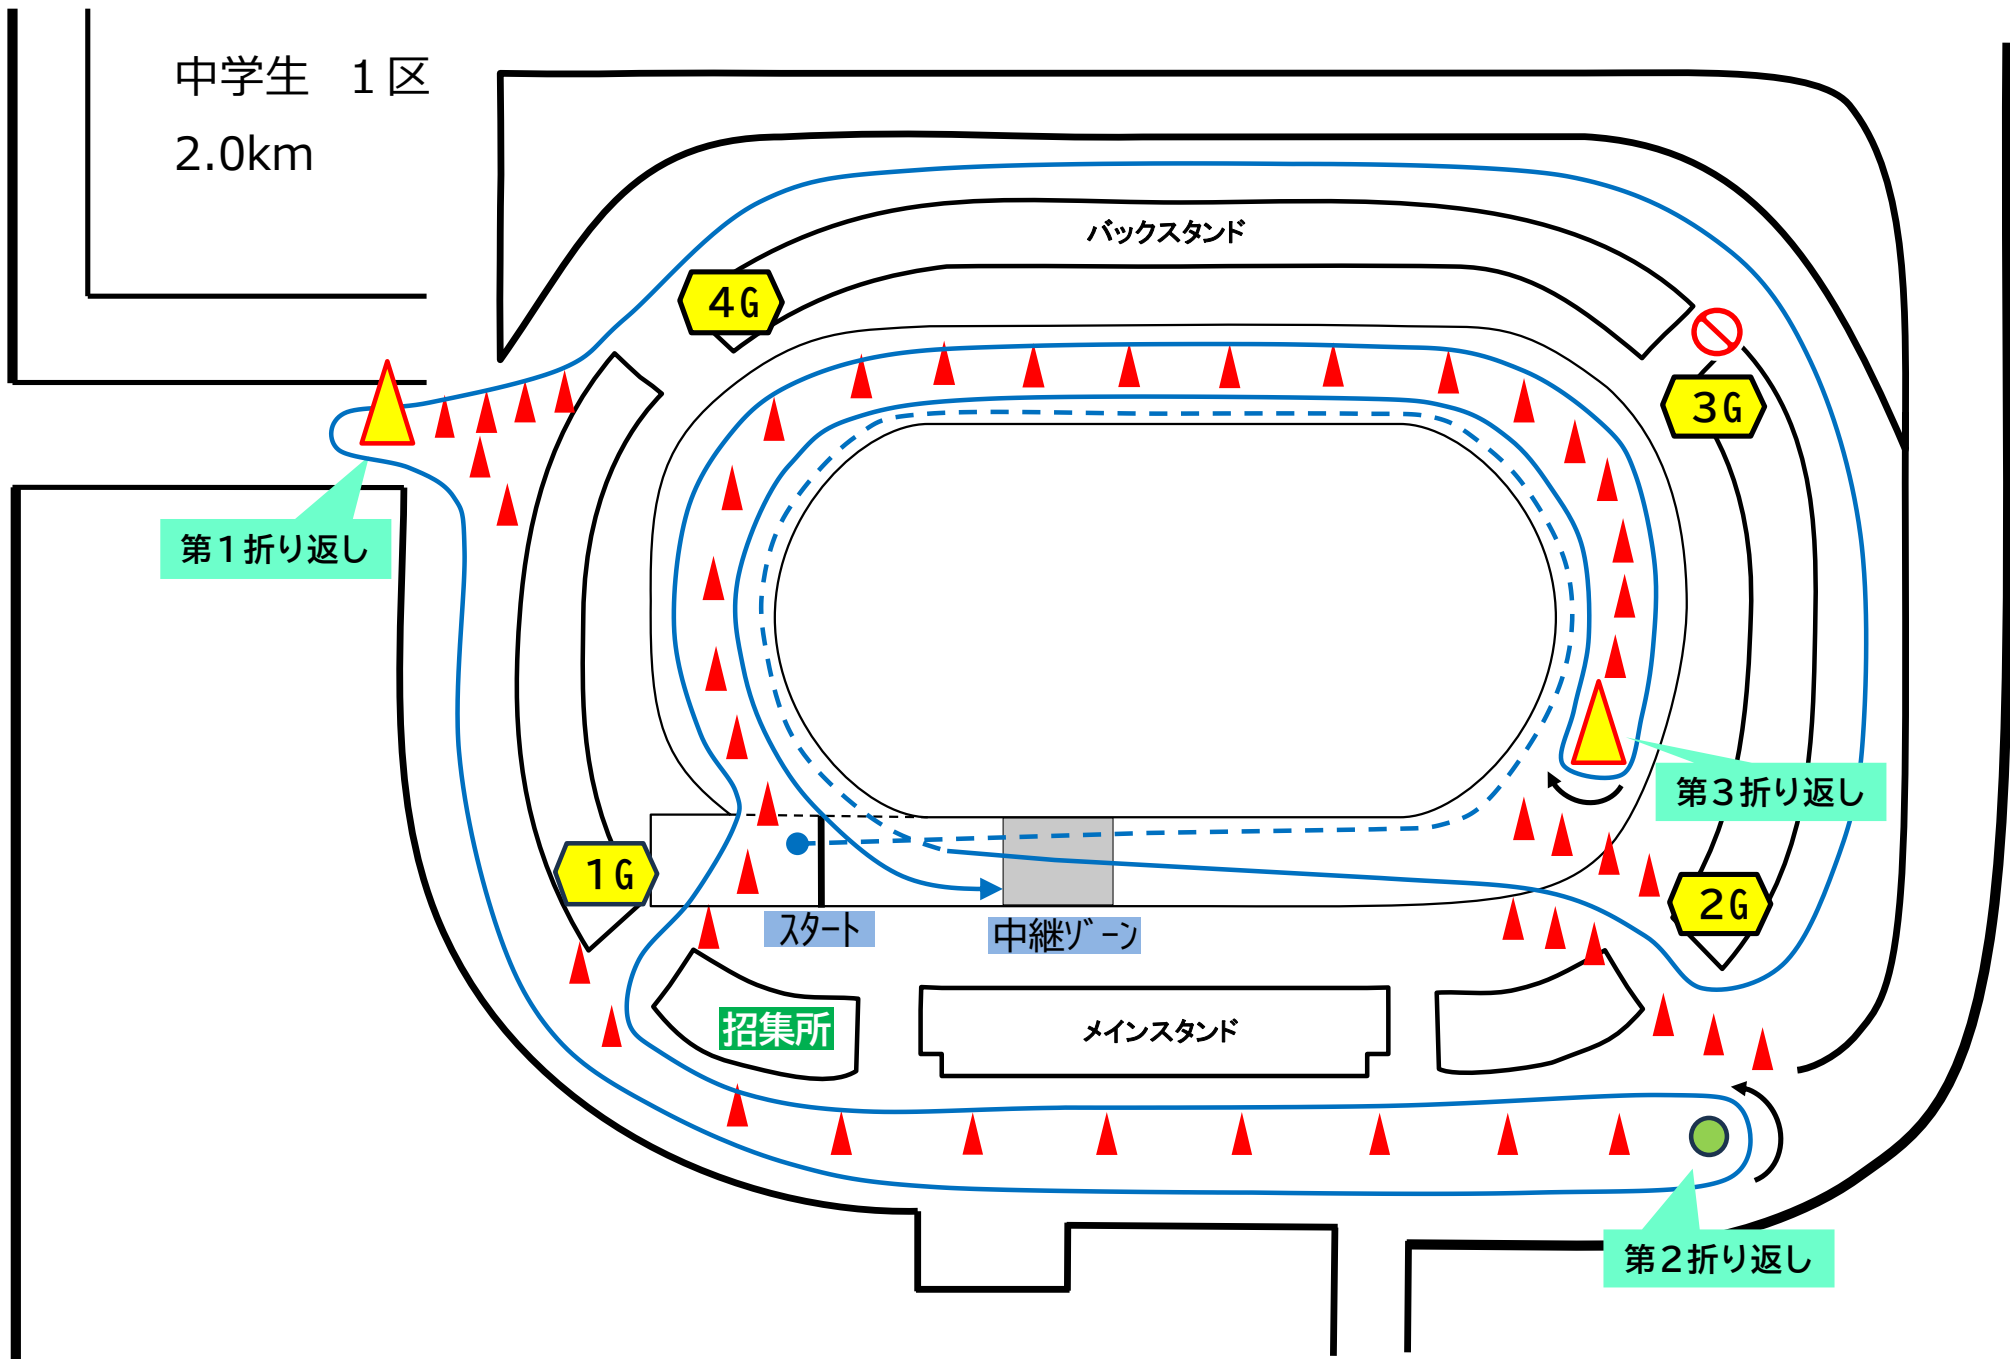 中学生　１区
2.0km
バックスタンド
4G
3G
第１折り返し
第３折り返し
1G
2G
スタート
中継ゾーン
招集所
メインスタンド
第２折り返し